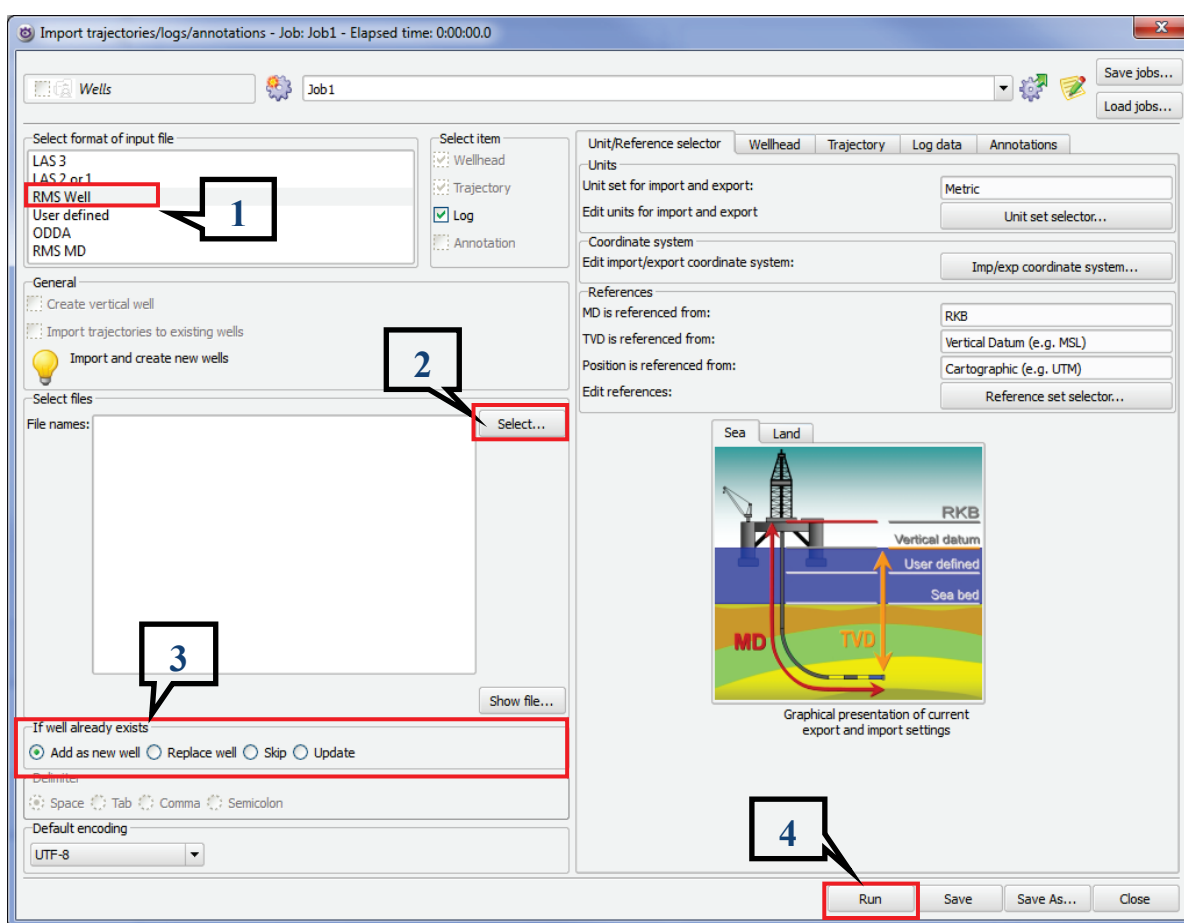 Import trajectories/logs/annotations - Job: Job1 - Elapsed time: 0:00:00.0
Wells
Job1
Save jobs...
Load jobs...
Select format of input file
LAS 3
LAS 2 or 1
RMS Well
User defined
ODDA
RMS MD
1
Select item
Wellhead
Trajectory
Log
Annotation
General
Create vertical well
Import trajectories to existing wells
Import and create new wells
2
Select files
File names:
Select...
Show file...
3
If well already exists
Add as new well Replace well Skip Update
Delimiter
Space Tab Comma Semicolon
Default encoding
UTF-8
Unit/Reference selector Wellhead Trajectory Log data Annotations
Units
Unit set for import and export: Metric
Edit units for import and export Unit set selector...
Coordinate system
Edit import/export coordinate system: Imp/exp coordinate system...
References
MD is referenced from: RKB
TVD is referenced from: Vertical Datum (e.g. MSL)
Position is referenced from: Cartographic (e.g. UTM)
Edit references: Reference set selector...
Sea Land
RKB
Vertical datum
User defined
Sea bed
MD TVD
Graphical presentation of current
export and import settings
4
Run Save Save As... Close